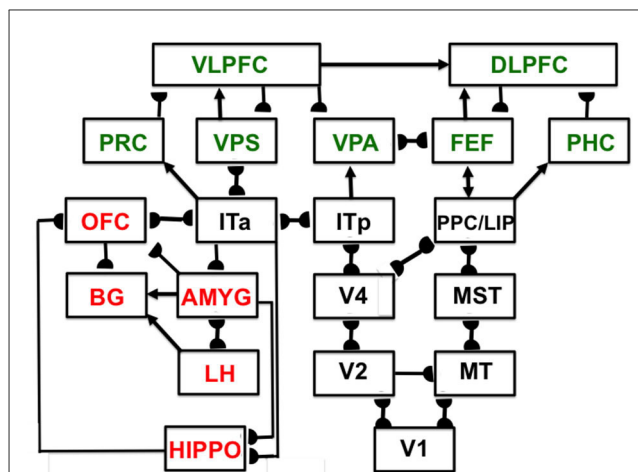 VLPFC DLPFC
PRC VPS VPA FEF PHC
OFC ITa ITp PPC/LIP
BG AMYG V4 MST
LH V2 MT
HIPPO V1